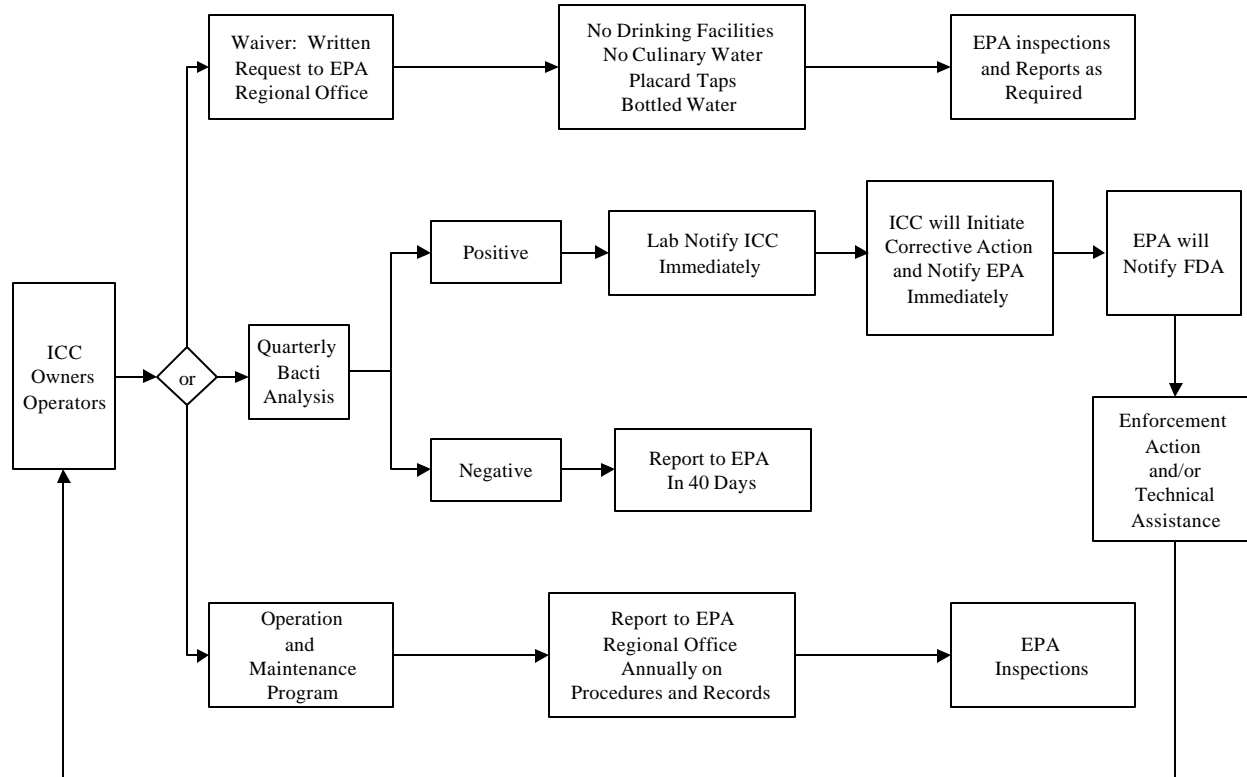 Waiver: Written
Request to EPA
Regional Office
No Drinking Facilities
No Culinary Water
Placard Taps
Bottled Water
EPA inspections
and Reports as
Required
ICC
Owners
Operators
or
Quarterly
Bacti
Analysis
Positive
Lab Notify ICC
Immediately
ICC will Initiate
Corrective Action
and Notify EPA
Immediately
EPA will
Notify FDA
Negative
Report to EPA
In 40 Days
Enforcement
Action
and/or
Technical
Assistance
Operation
and
Maintenance
Program
Report to EPA
Regional Office
Annually on
Procedures and Records
EPA
Inspections